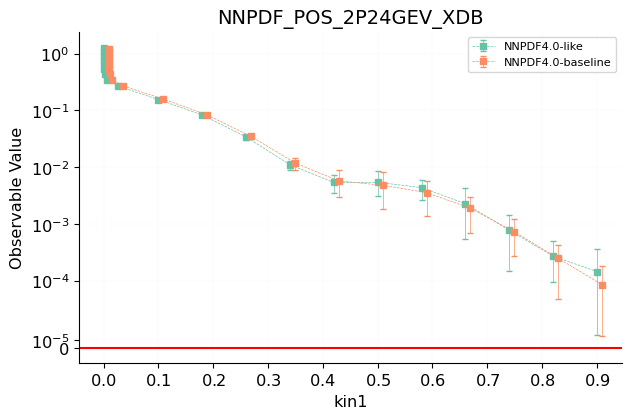 NNPDF_POS_2P24GEV_XDB
NNPDF4.0-like
NNPDF4.0-baseline
Observable Value
10⁰
10⁻¹
10⁻²
10⁻³
10⁻⁴
10⁻⁵
0
0.0 0.1 0.2 0.3 0.4 0.5 0.6 0.7 0.8 0.9
kin1